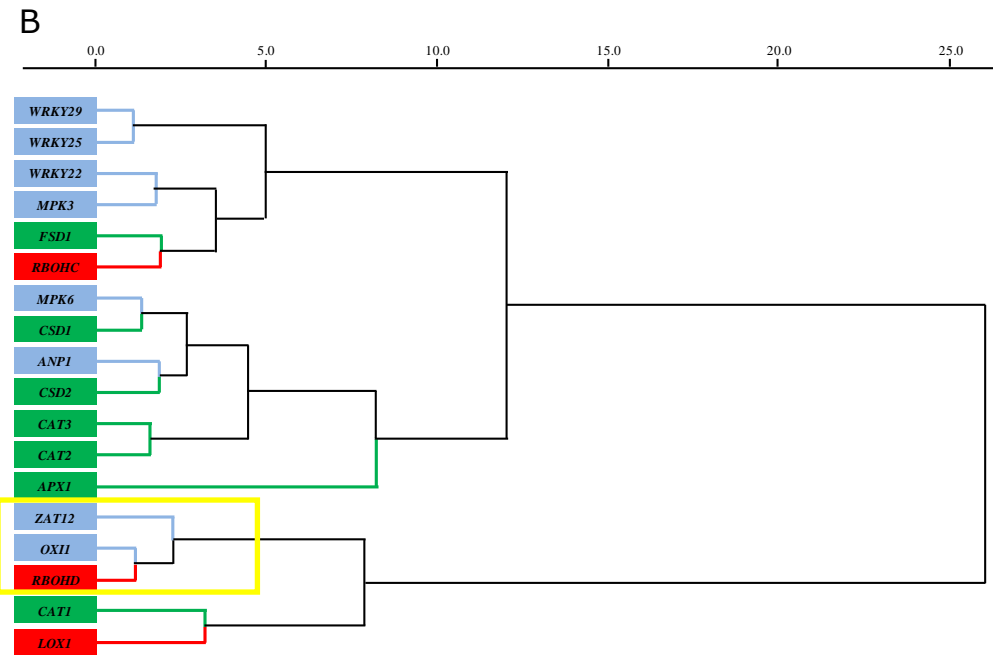 B
0.0 5.0 10.0 15.0 20.0 25.0
WRKY29
WRKY25
WRKY22
MPK3
FSD1
RBOHC
MPK6
CSD1
ANP1
CSD2
CAT3
CAT2
APX1
ZAT12
OXI1
RBOHD
CAT1
LOX1